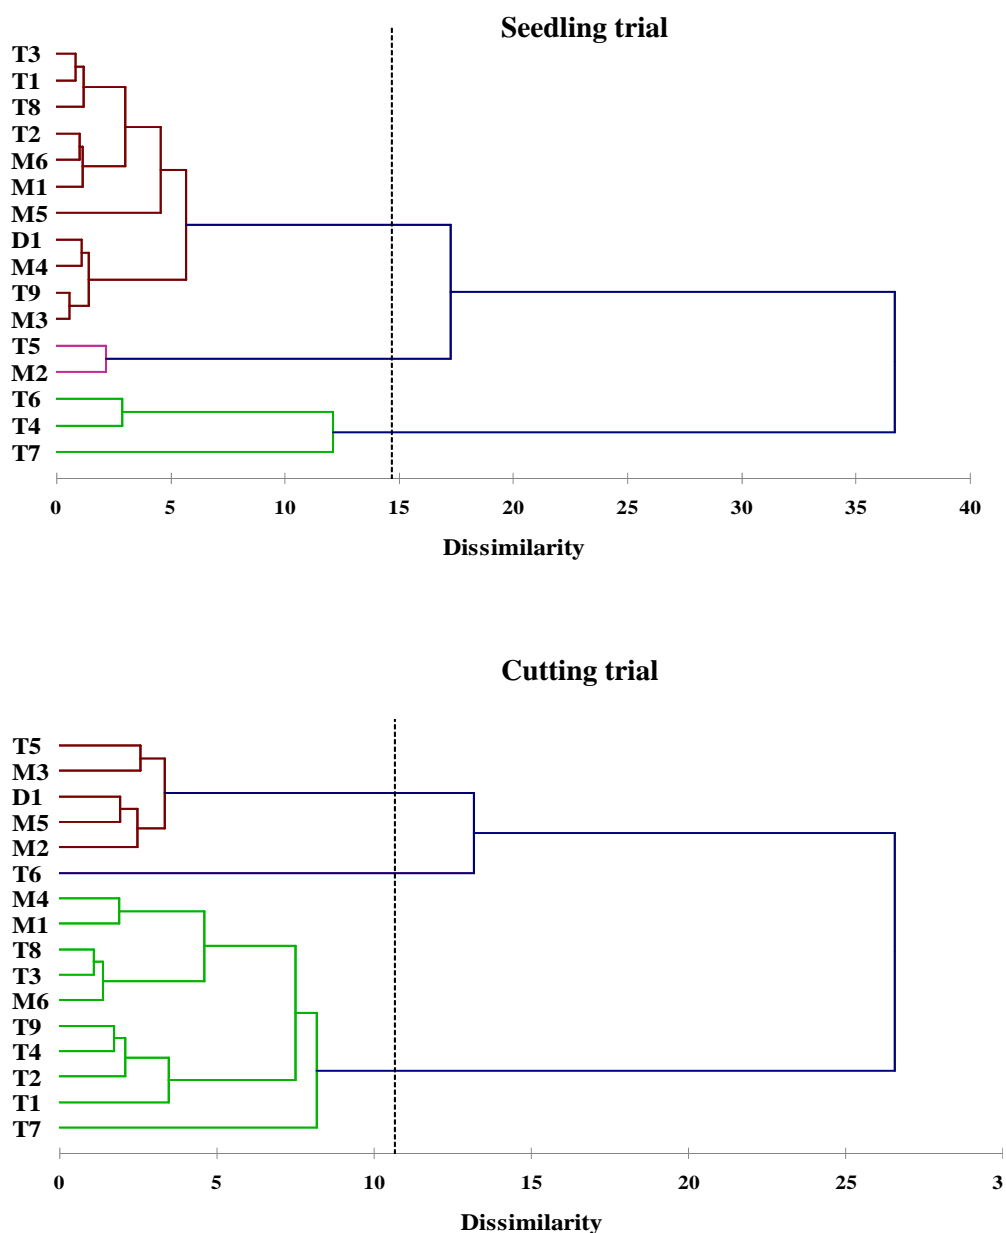 Seedling trial
T3
T1
T8
T2
M6
M1
M5
D1
M4
T9
M3
T5
M2
T6
T4
T7
0 5 10 15 20 25 30 35 40
Dissimilarity
Cutting trial
T5
M3
D1
M5
M2
T6
M4
M1
T8
T3
M6
T9
T4
T2
T1
T7
0 5 10 15 20 25 3
Dissimilarity